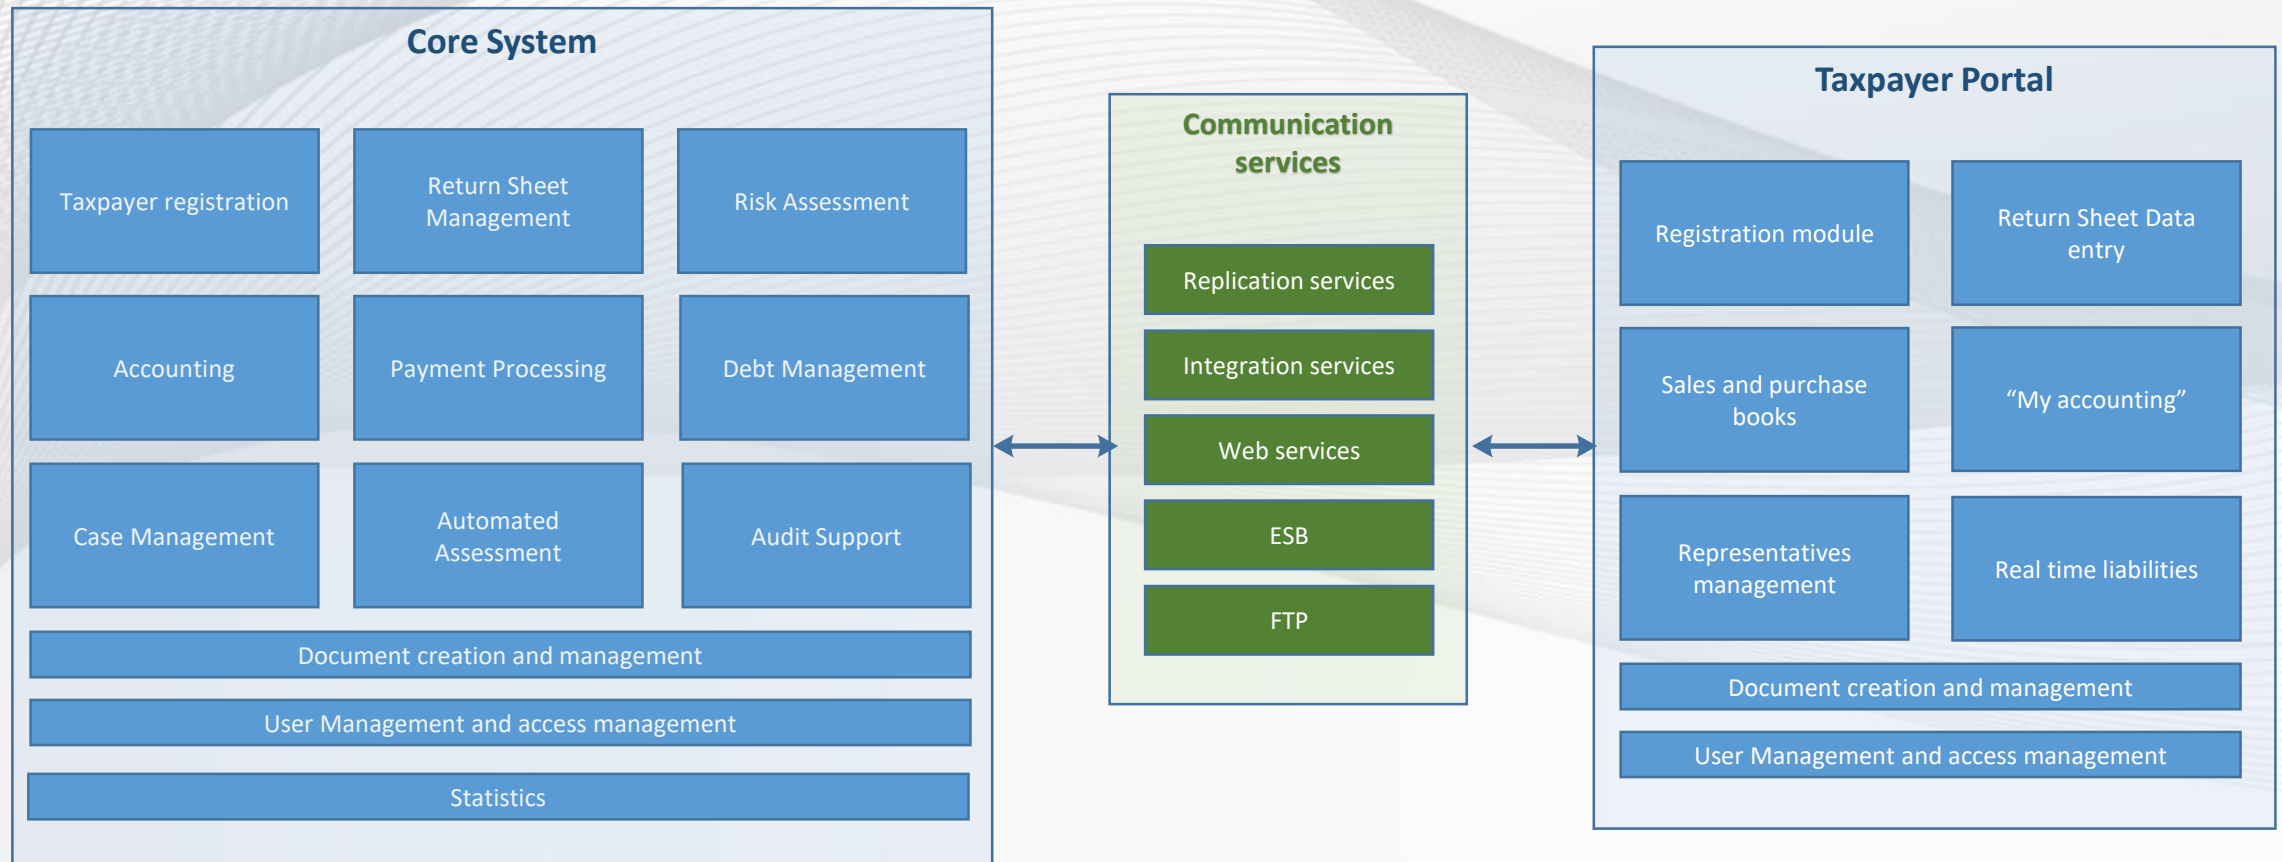 Core System
Taxpayer registration
Return Sheet
Management
Risk Assessment
Accounting
Payment Processing
Debt Management
Case Management
Automated
Assessment
Audit Support
Document creation and management
User Management and access management
Statistics
Communication
services
Replication services
Integration services
Web services
ESB
FTP
Taxpayer Portal
Registration module
Return Sheet Data
entry
Sales and purchase
books
“My accounting”
Representatives
management
Real time liabilities
Document creation and management
User Management and access management